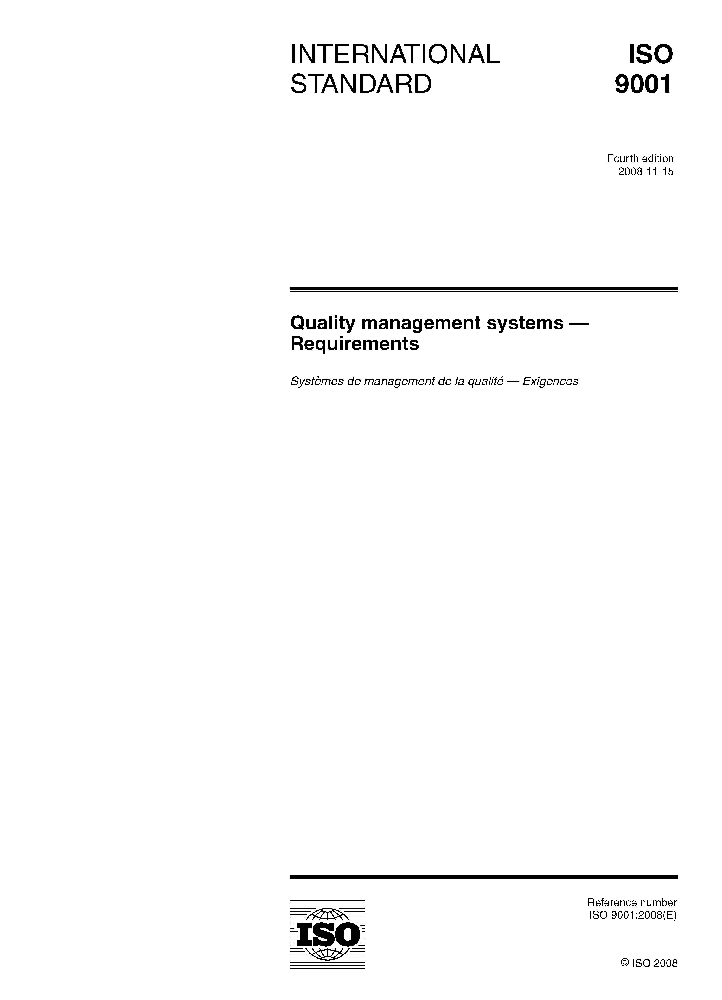 INTERNATIONAL
STANDARD
ISO
9001
Fourth edition
2008-11-15
Quality management systems —
Requirements
Systèmes de management de la qualité — Exigences
ISO
Reference number
ISO 9001:2008(E)
© ISO 2008